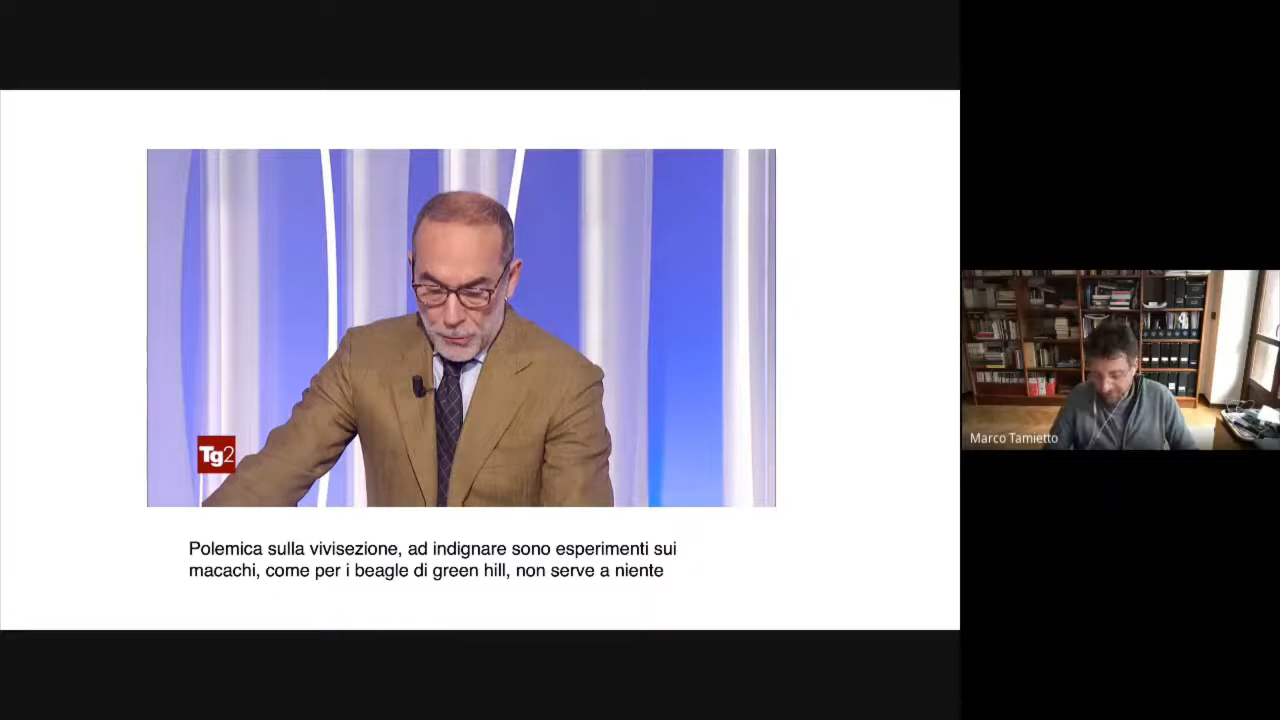 Tg2
Polemica sulla vivisezione, ad indignare sono esperimenti sui
macachi, come per i beagle di green hill, non serve a niente
Marco Tamietto